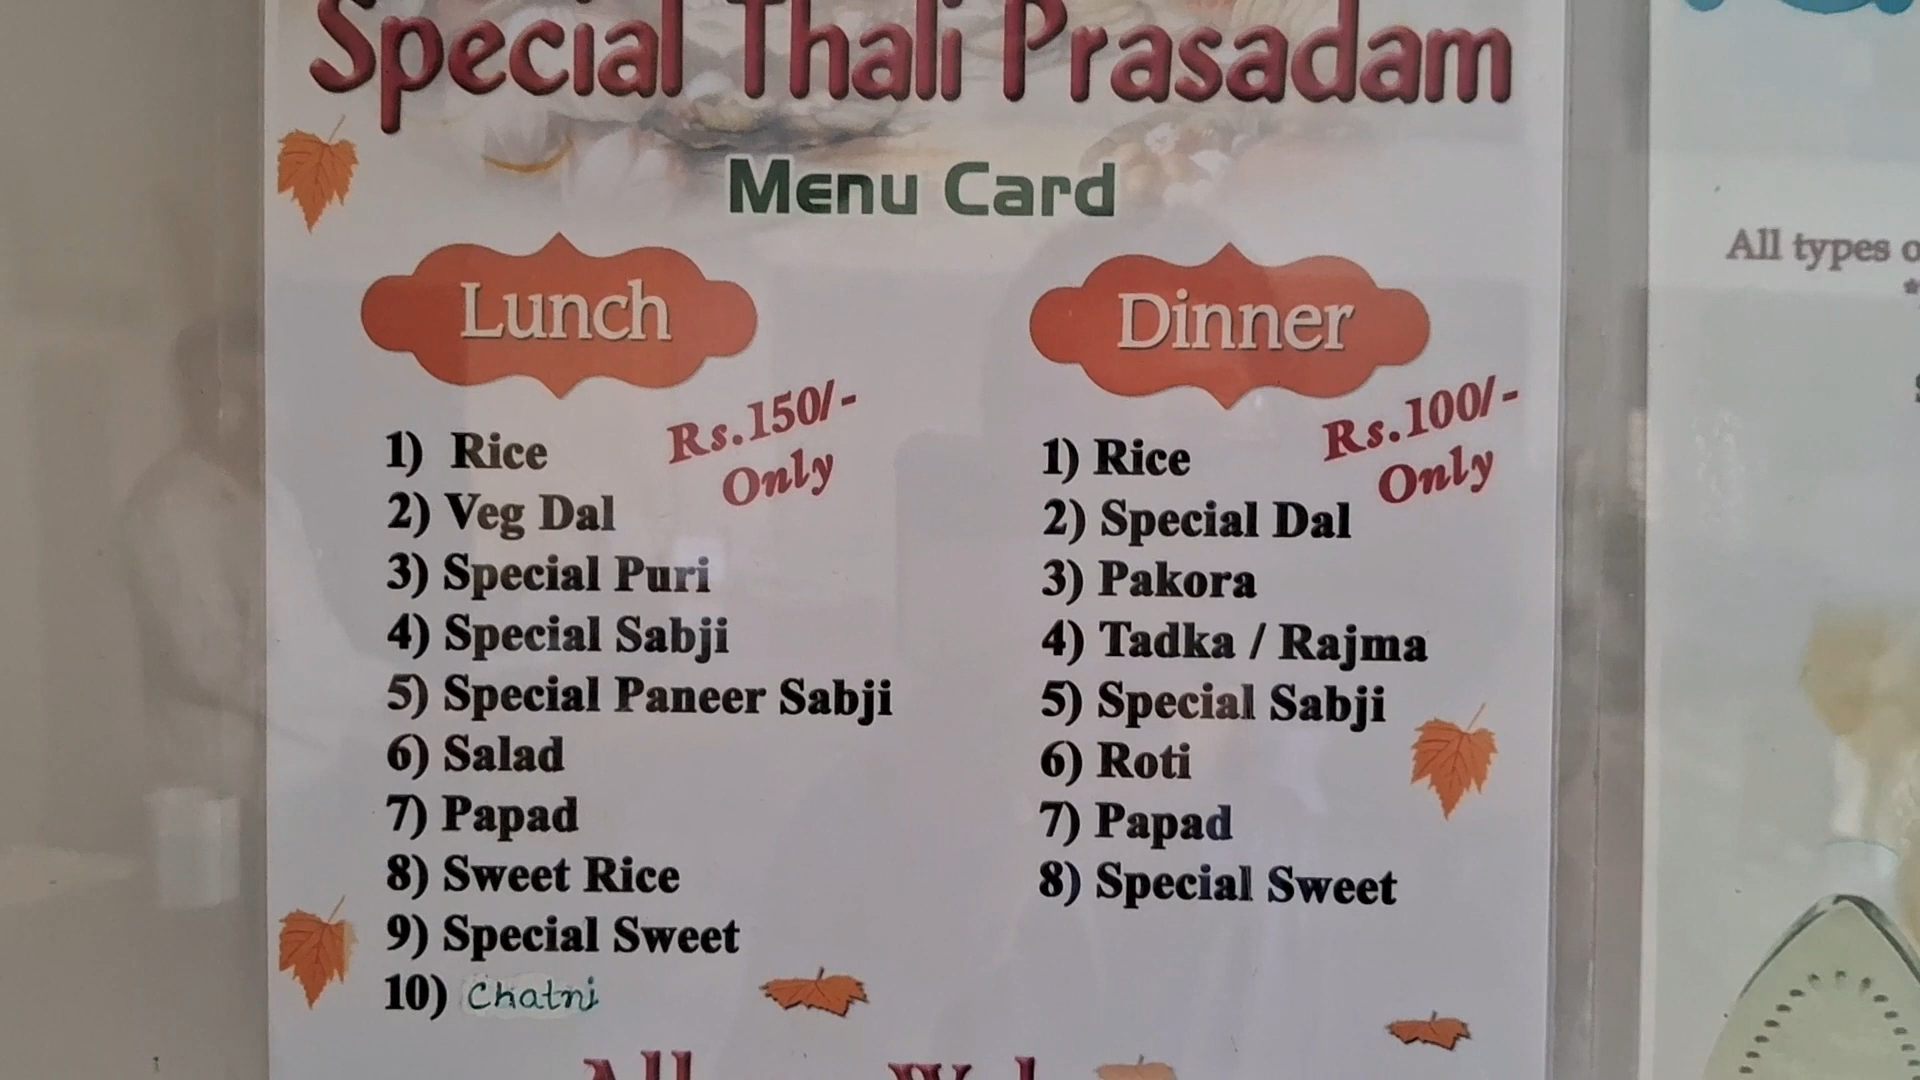 Special Thali Prasadam
Menu Card
Lunch
Rs.150/-
Only
1) Rice
2) Veg Dal
3) Special Puri
4) Special Sabji
5) Special Paneer Sabji
6) Salad
7) Papad
8) Sweet Rice
9) Special Sweet
10) Chatni
Dinner
Rs.100/-
Only
1) Rice
2) Special Dal
3) Pakora
4) Tadka / Rajma
5) Special Sabji
6) Roti
7) Papad
8) Special Sweet
All types